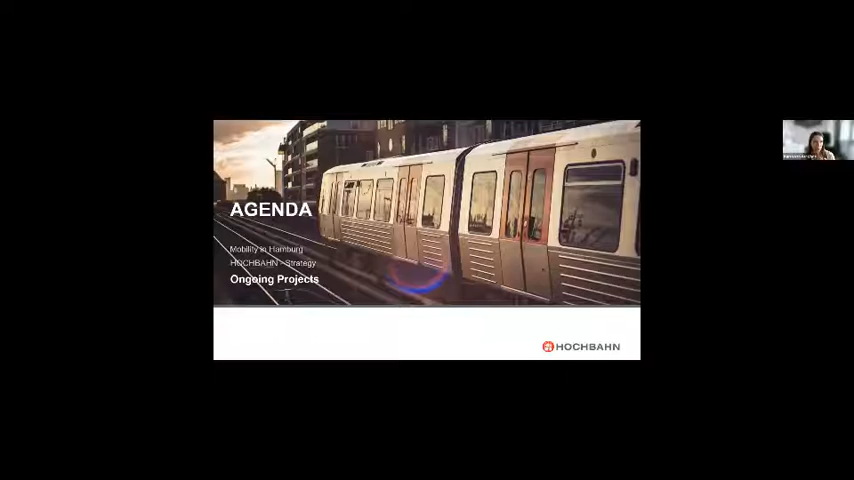 AGENDA
Mobility in Hamburg
HOCHBAHN - Strategy
Ongoing Projects
HOCHBAHN